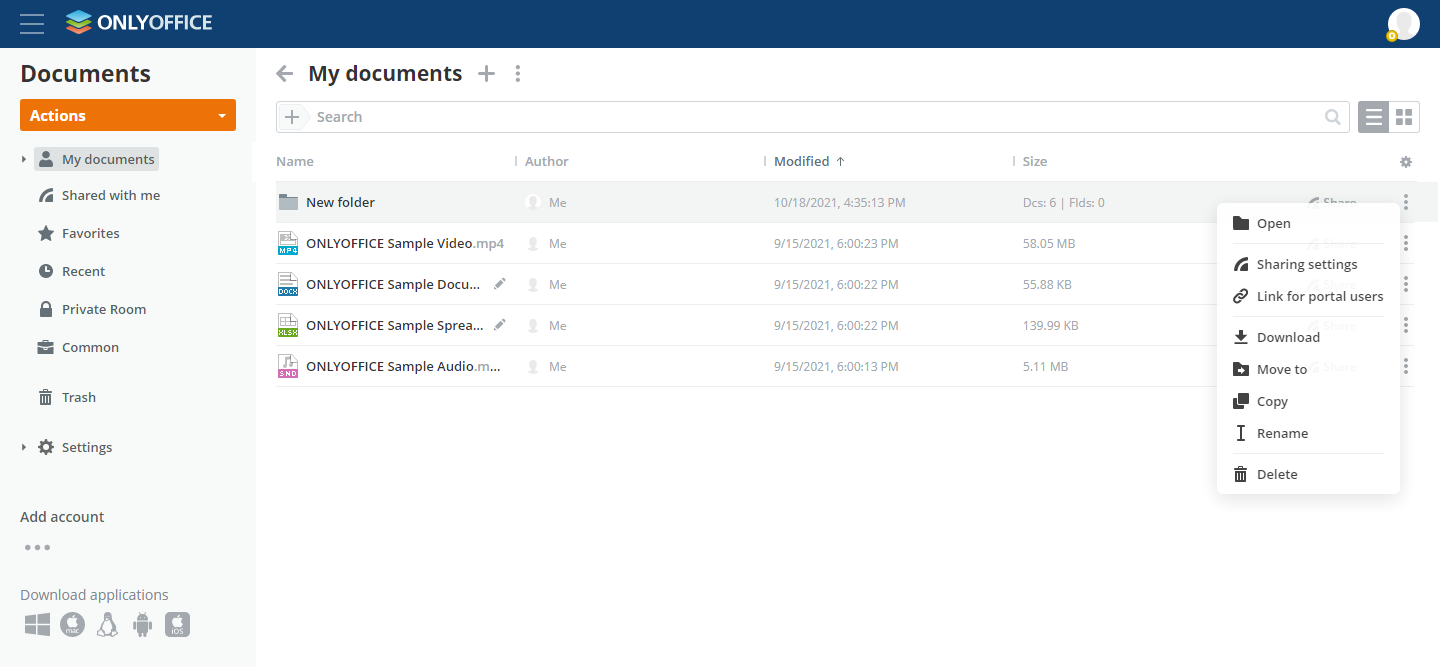 ONLYOFFICE
Documents
Actions
My documents
Shared with me
Favorites
Recent
Private Room
Common
Trash
Settings
Add account
Download applications
mac
iOS
My documents
Search
Name Author Modified Size
New folder Me 10/18/2021, 4:35:13 PM Dcs: 6 | Flds: 0 Share
MP4 ONLYOFFICE Sample Video.mp4 Me 9/15/2021, 6:00:23 PM 58.05 MB Share
DOCX ONLYOFFICE Sample Docu... Me 9/15/2021, 6:00:22 PM 55.88 KB Share
XLSX ONLYOFFICE Sample Sprea... Me 9/15/2021, 6:00:22 PM 139.99 KB Share
SND ONLYOFFICE Sample Audio.m... Me 9/15/2021, 6:00:13 PM 5.11 MB Share
Open
Sharing settings
Link for portal users
Download
Move to
Copy
Rename
Delete